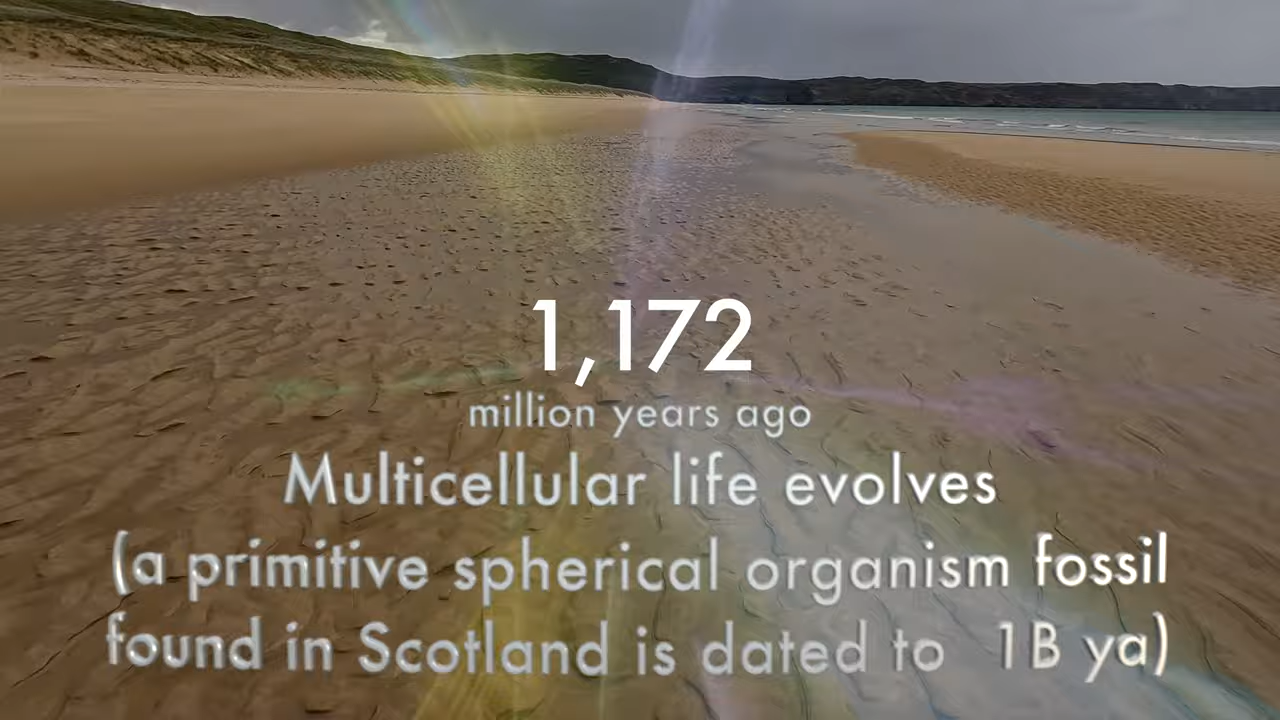 1,172
million years ago
Multicellular life evolves
(a primitive spherical organism fossil
found in Scotland is dated to 1B ya)